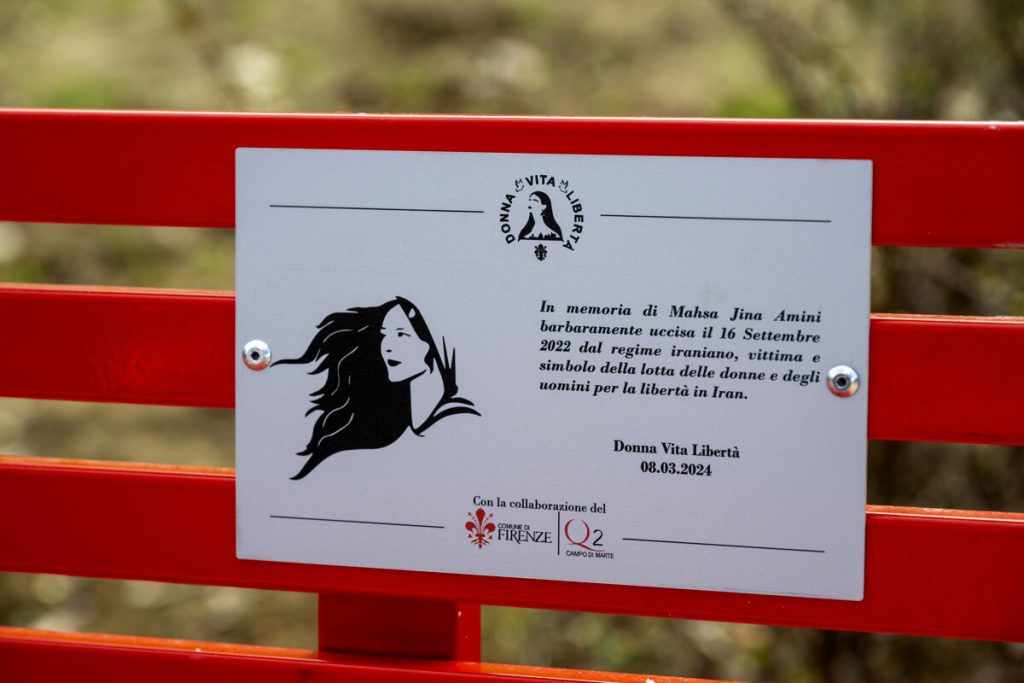 DONNA VITA LIBERTÀ
In memoria di Mahsa Jina Amini
barbaramente uccisa il 16 Settembre
2022 dal regime iraniano, vittima e
simbolo della lotta delle donne e degli
uomini per la libertà in Iran.
Donna Vita Libertà
08.03.2024
Con la collaborazione del
COMUNE DI
FIRENZE
Q2
CAMPO DI MARTE